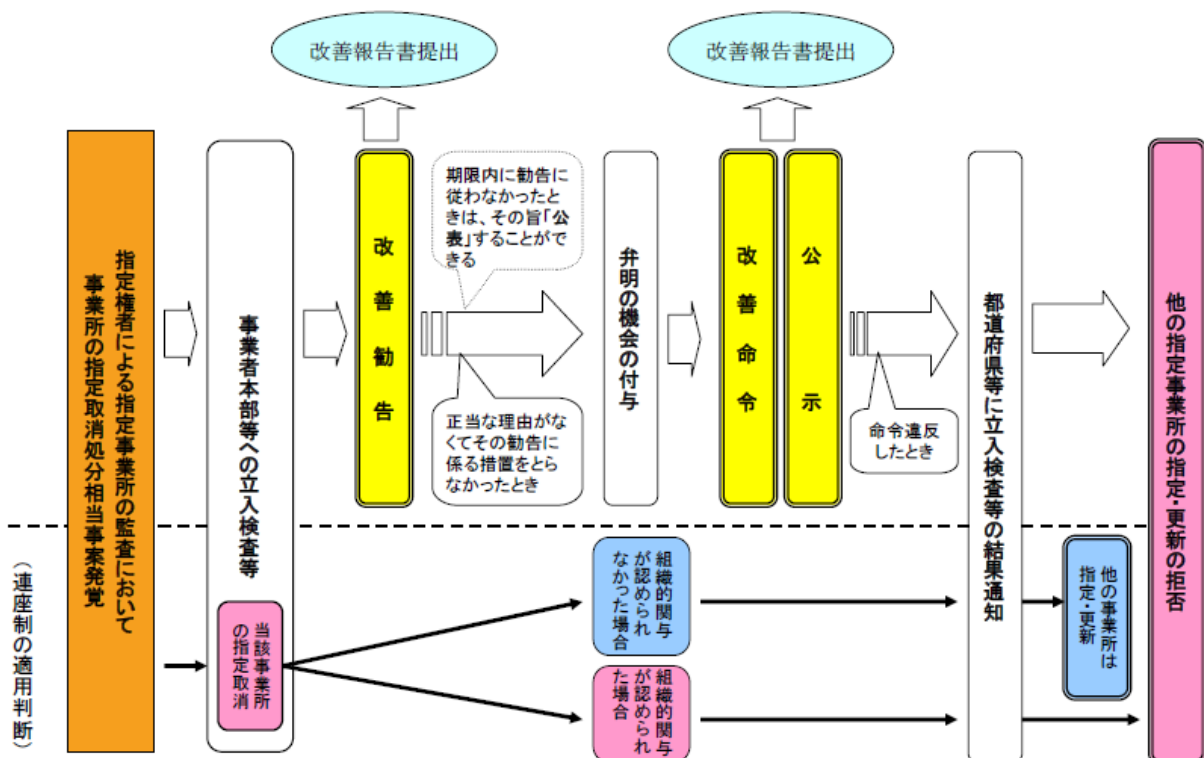 改善報告書提出
改善報告書提出
指定権者による指定事業所の監査において
事業所の指定取消処分相当事案発覚
事業者本部等への立入検査等
改善勧告
期限内に勧告に
従わなかったと
きは、その旨「公
表」することがで
きる
正当な理由がな
くてその勧告に
係る措置をとら
なかったとき
弁明の機会の付与
改善命令
公示
命令違反
したとき
都道府県等に立入検査等の結果通知
他の指定事業所の指定・更新の拒否
（連座制の適用判断）
当該事業所
の指定取消
組織的関与
が認められ
なかった場合
組織的関与
が認められ
た場合
他の事業所は
指定・更新